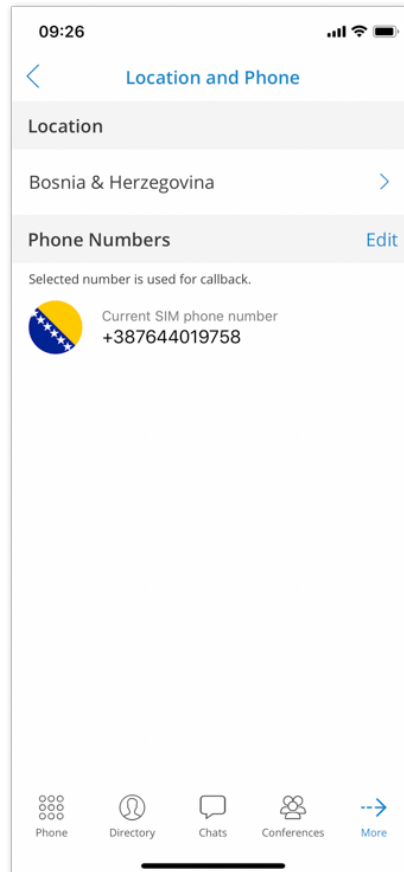 09:26
Location and Phone
Location
Bosnia & Herzegovina
Phone Numbers Edit
Selected number is used for callback.
Current SIM phone number
+387644019758
Phone Directory Chats Conferences More